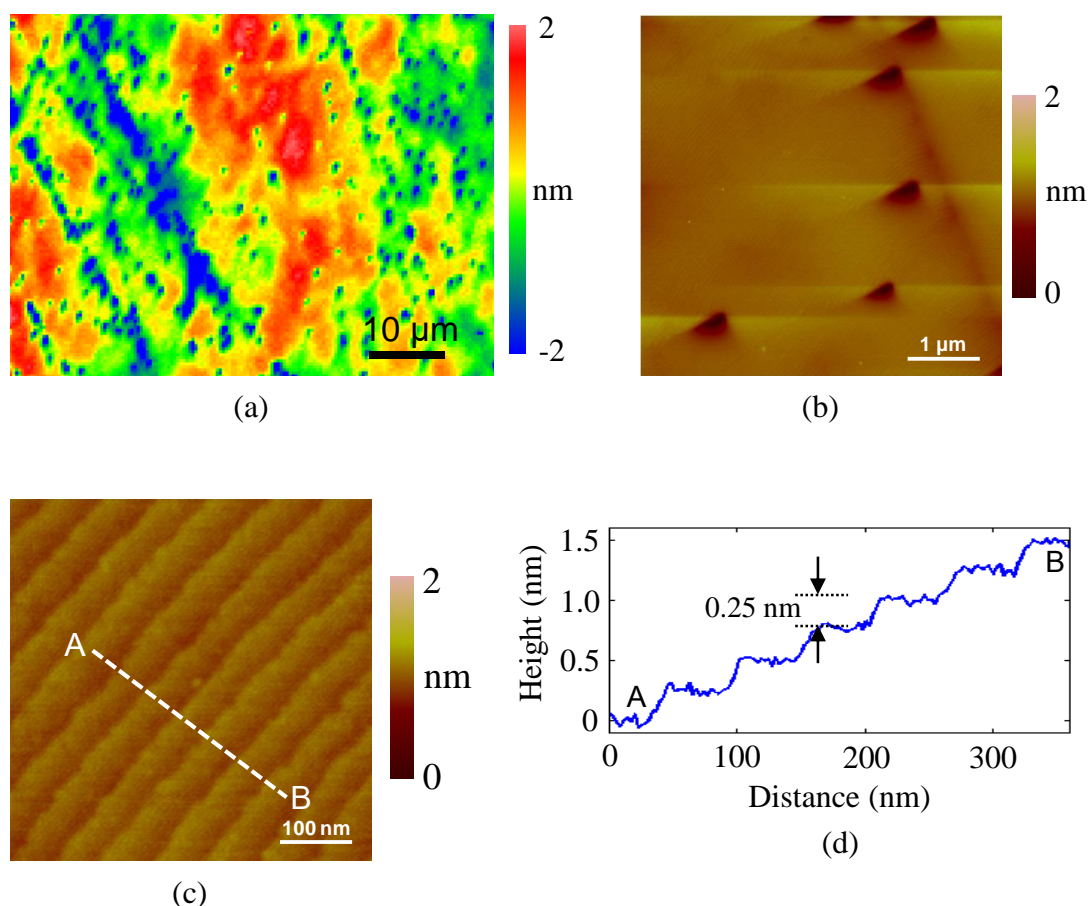 2
nm
-2
10 µm
(a)
2
nm
0
1 µm
(b)
2
nm
0
A
B
100 nm
(c)
Height (nm)
1.5
1.0
0.5
0
0.25 nm
A
B
0
100
200
300
Distance (nm)
(d)